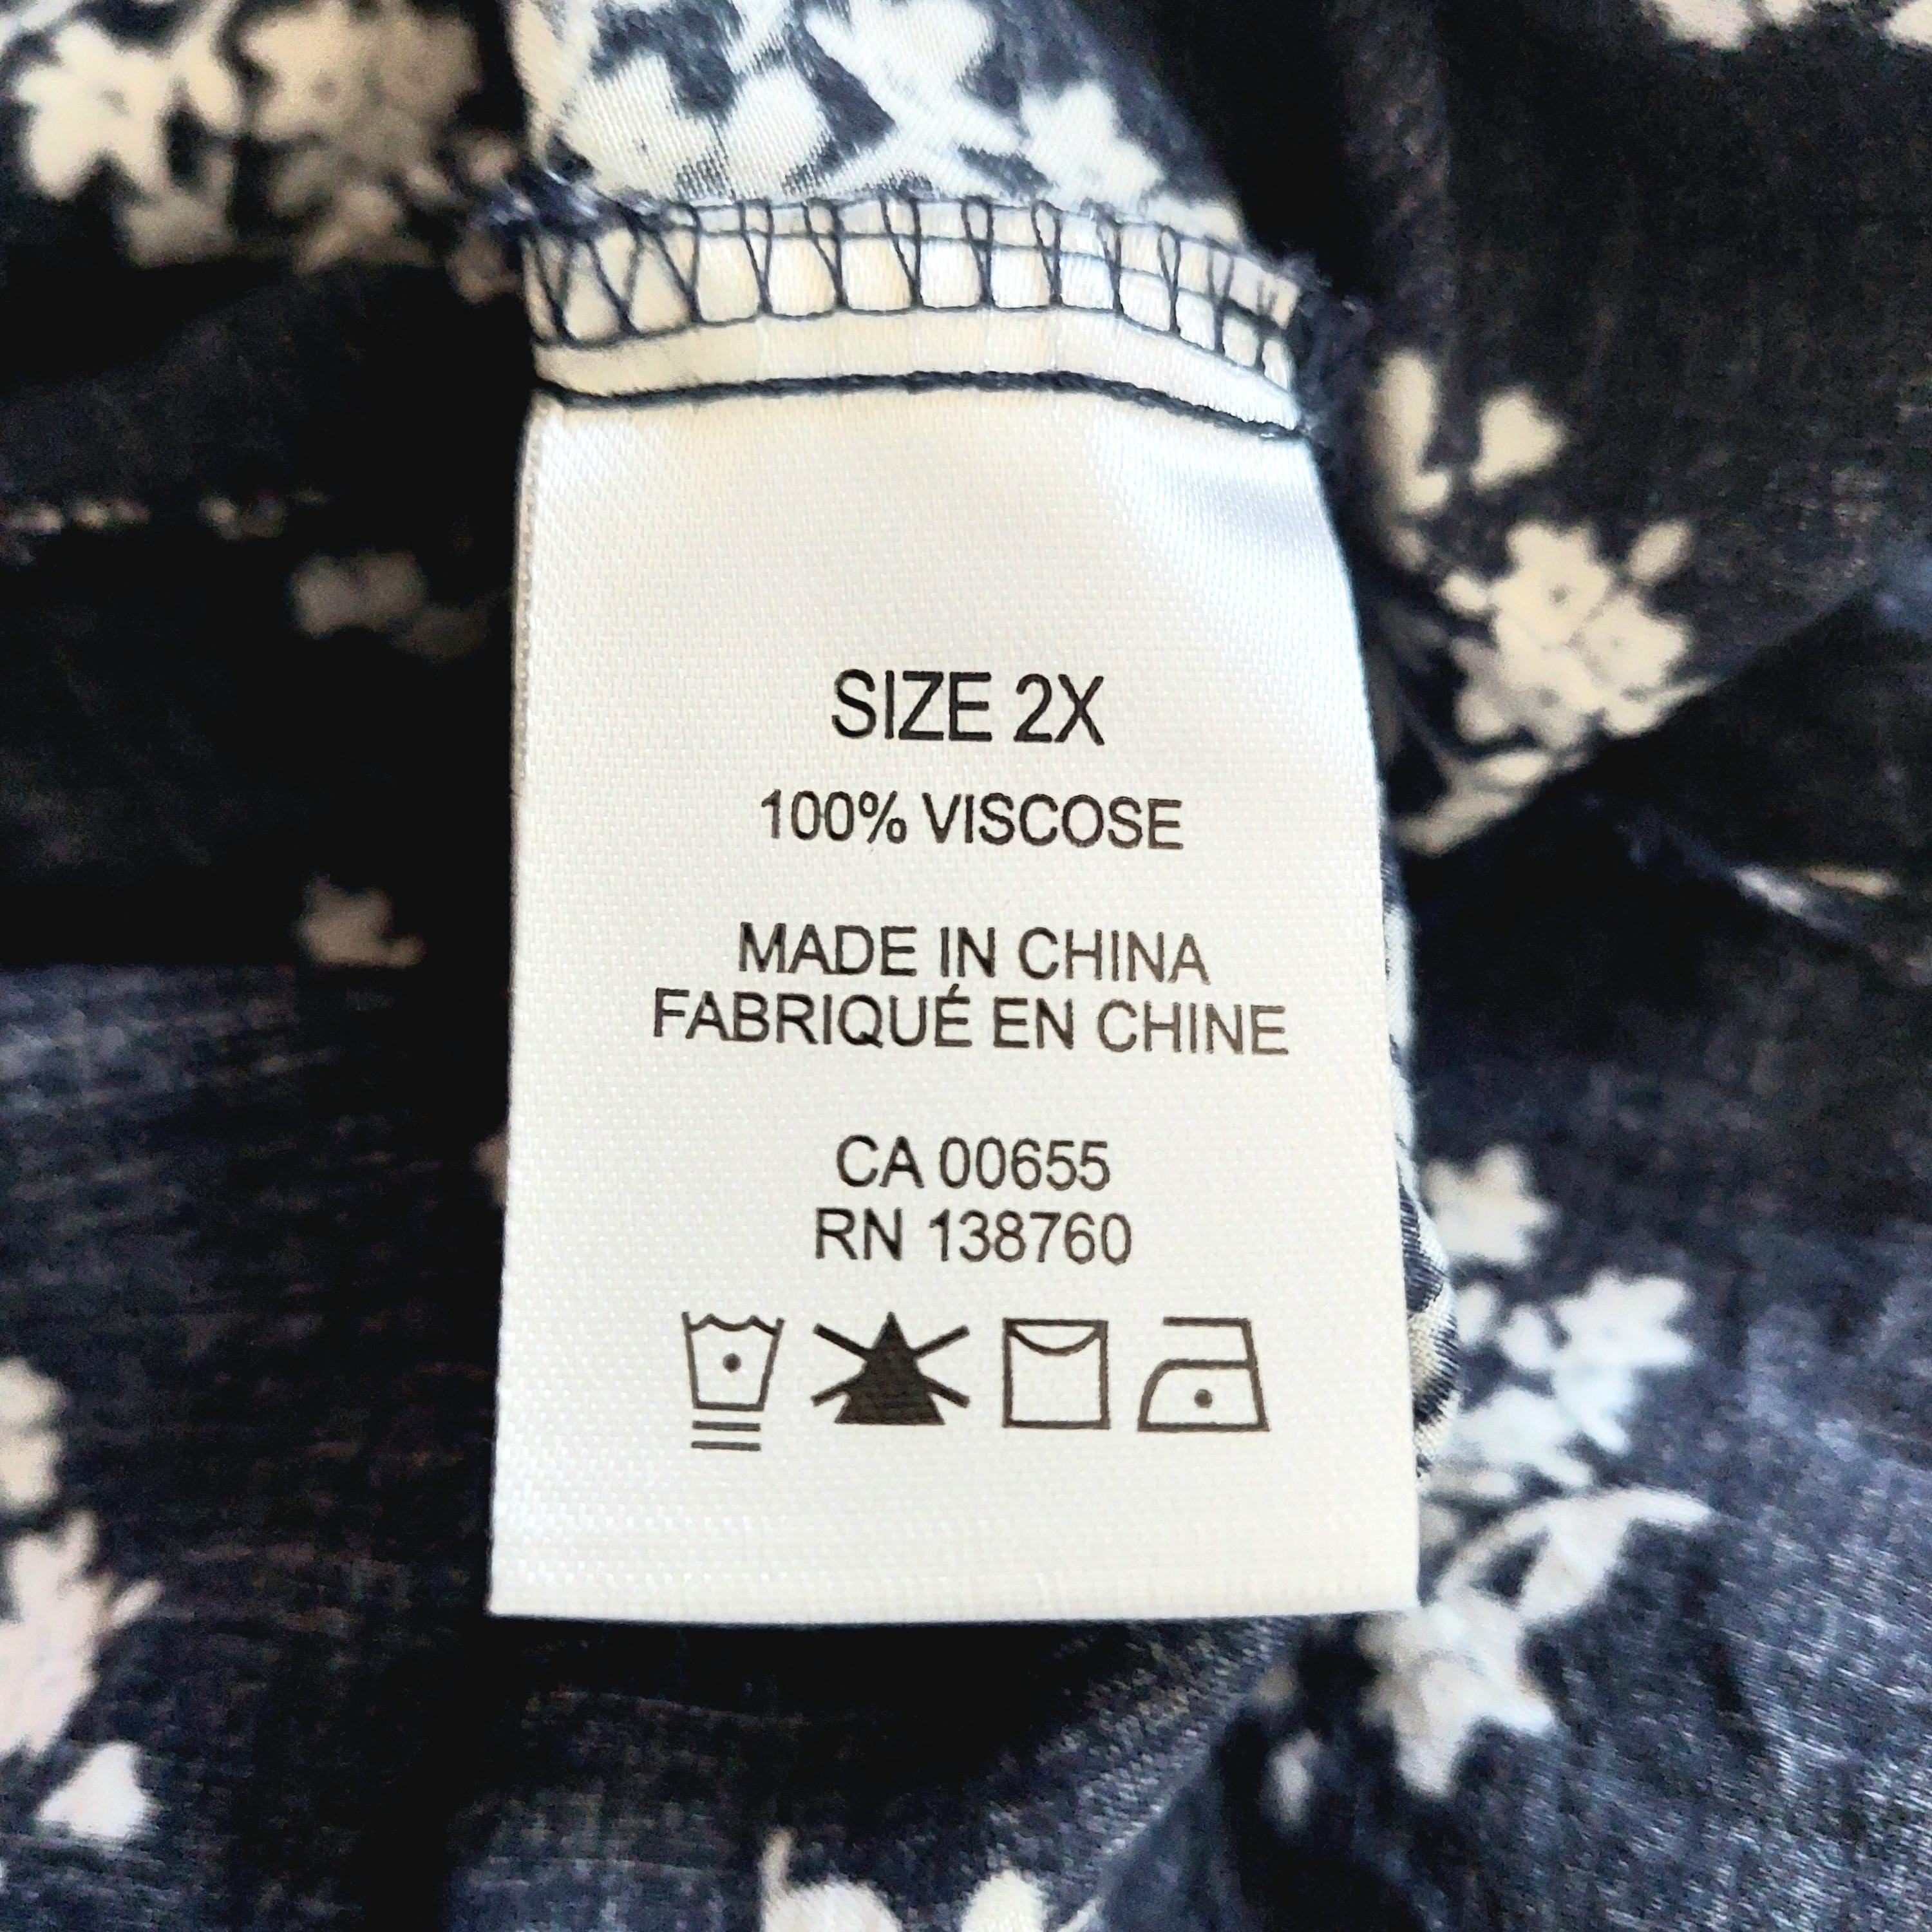 SIZE 2X
100% VISCOSE
MADE IN CHINA
FABRIQUÉ EN CHINE
CA 00655
RN 138760